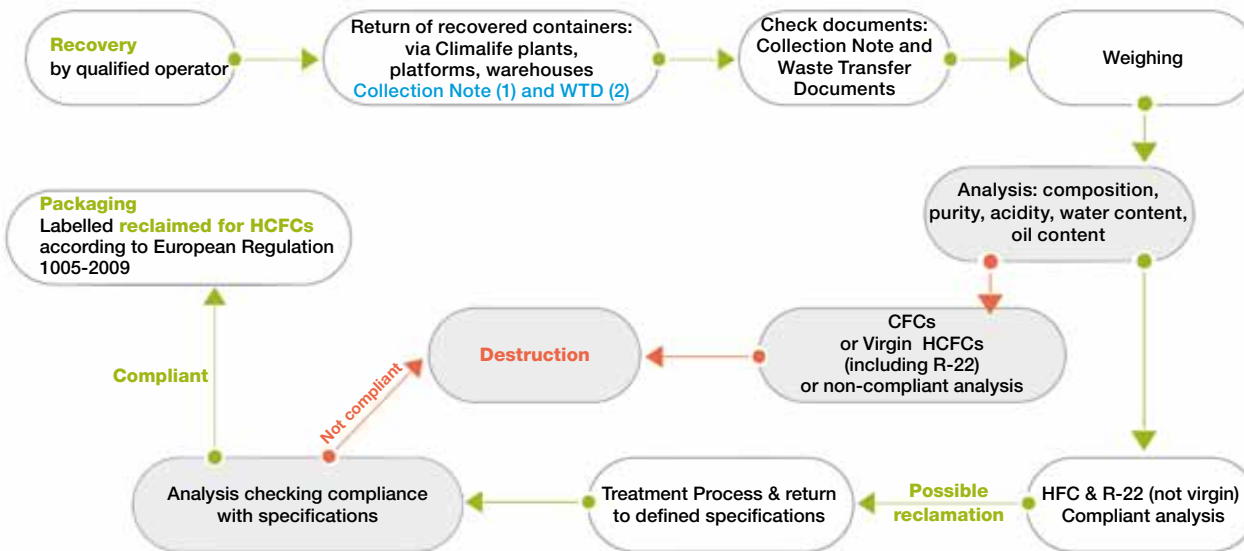 Recovery
by qualified operator
Return of recovered containers:
via Climalife plants,
platforms, warehouses
Collection Note (1) and WTD (2)
Check documents:
Collection Note and
Waste Transfer
Documents
Weighing
Analysis: composition,
purity, acidity, water content,
oil content
Packaging
Labelled reclaimed for HCFCs
according to European Regulation
1005-2009
CFCs
or Virgin HCFCs
(including R-22)
or non-compliant analysis
Destruction
Compliant
Not compliant
Analysis checking compliance
with specifications
Treatment Process & return
to defined specifications
Possible
reclamation
HFC & R-22 (not virgin)
Compliant analysis